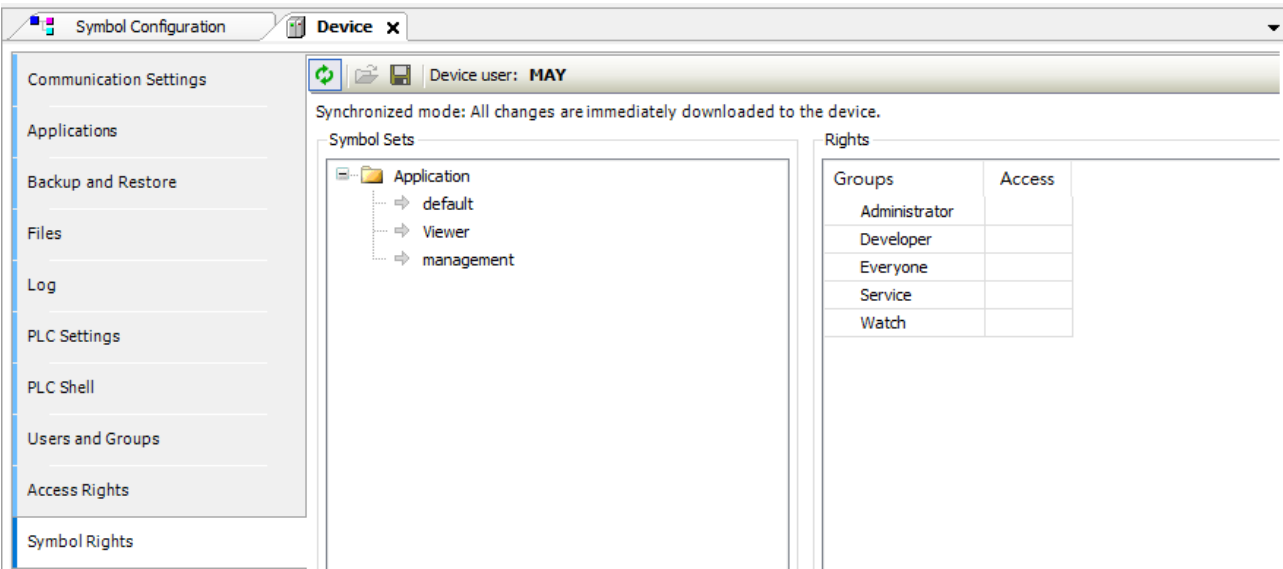 Symbol Configuration
Device
Communication Settings
Applications
Backup and Restore
Files
Log
PLC Settings
PLC Shell
Users and Groups
Access Rights
Symbol Rights
Device user: MAY
Synchronized mode: All changes are immediately downloaded to the device.
Symbol Sets
Application
default
Viewer
management
Rights
Groups Access
Administrator
Developer
Everyone
Service
Watch